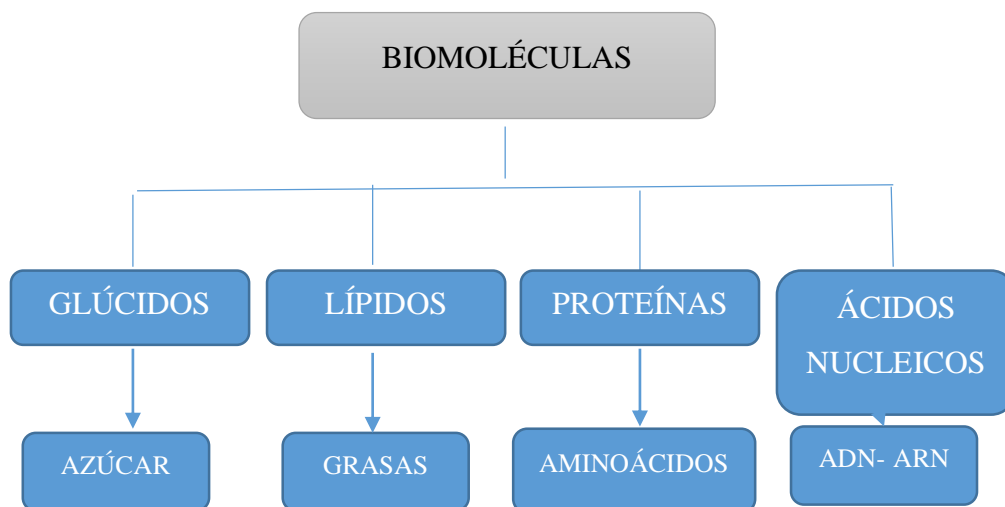 BIOMOLÉCULAS
GLÚCIDOS
LÍPIDOS
PROTEÍNAS
ÁCIDOS
NUCLEICOS
AZÚCAR
GRASAS
AMINOÁCIDOS
ADN- ARN